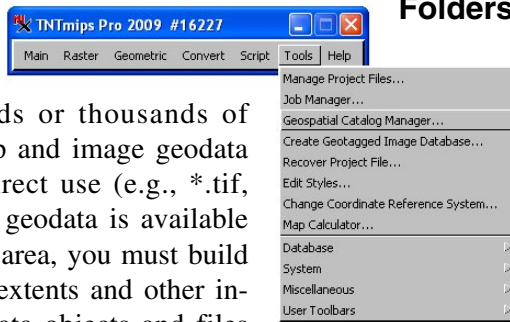 Folders
TNTmips Pro 2009 #16227
Main Raster Geometric Convert Script Tools Help
Manage Project Files...
Job Manager...
Geospatial Catalog Manager...
Create Geotagged Image Database...
Recover Project File...
Edit Styles...
Change Coordinate Reference System...
Map Calculator...
Database
System
Miscellaneous
User Toolbars
ds or thousands of
and image geodata
rect use (e.g., *.tif,
geodata is available
area, you must build
extents and other in-